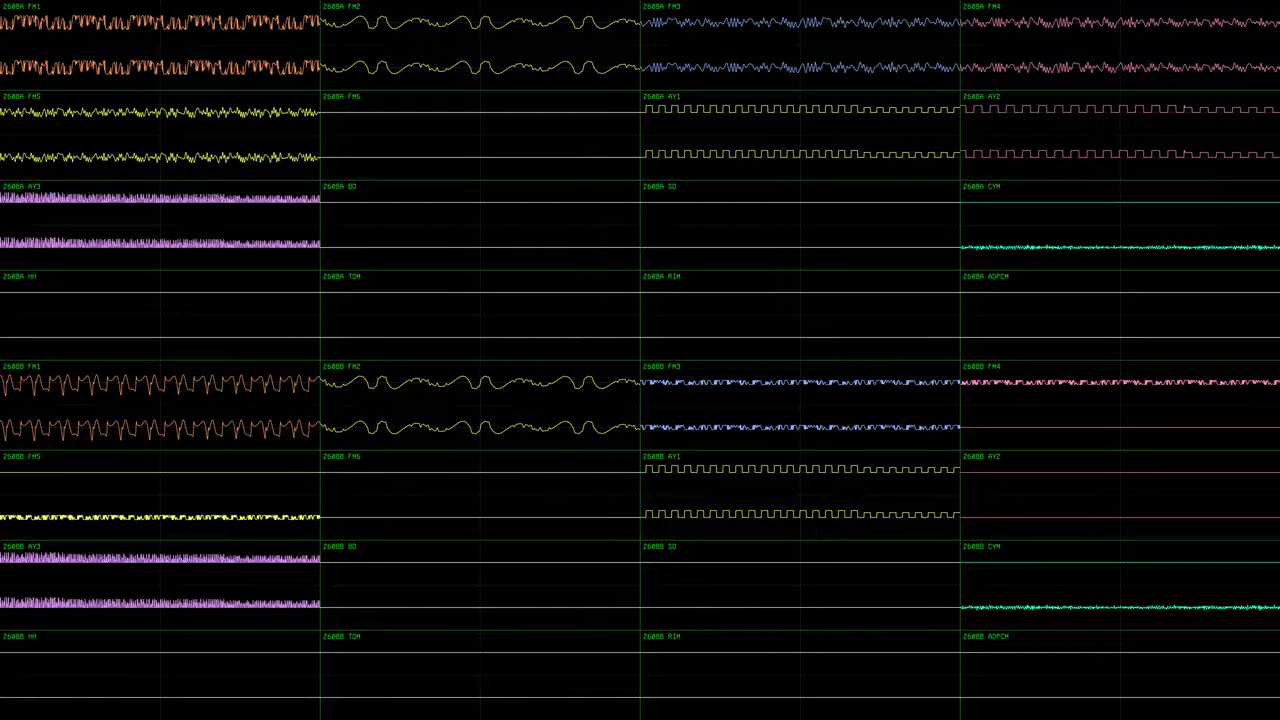 2608A FM1
2608A FM2
2608A FM3
2608A FM4
2608A FM5
2608A FM6
2608A AY1
2608A AY2
2608A AY3
2608A BD
2608A SD
2608A CYM
2608A HH
2608A TOM
2608A RIM
2608A ADPCM
2608B FM1
2608B FM2
2608B FM3
2608B FM4
2608B FM5
2608B FM6
2608B AY1
2608B AY2
2608B AY3
2608B BD
2608B SD
2608B CYM
2608B HH
2608B TOM
2608B RIM
2608B ADPCM